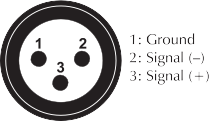 1 2
3
1: Ground
2: Signal (–)
3: Signal (+)